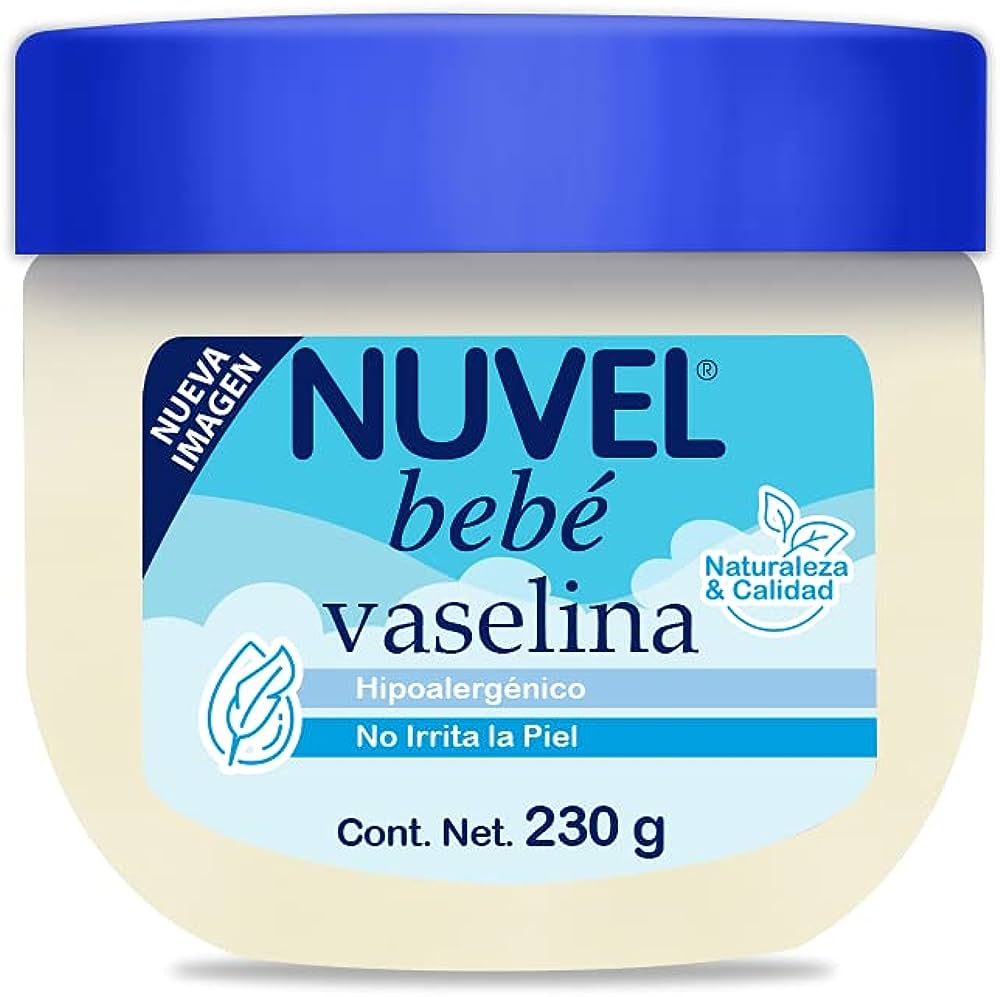 NUEVA
IMAGEN
NUVEL®
bebé
vaselina
Naturaleza
& Calidad
Hipoalergénico
No Irrita la Piel
Cont. Net. 230 g